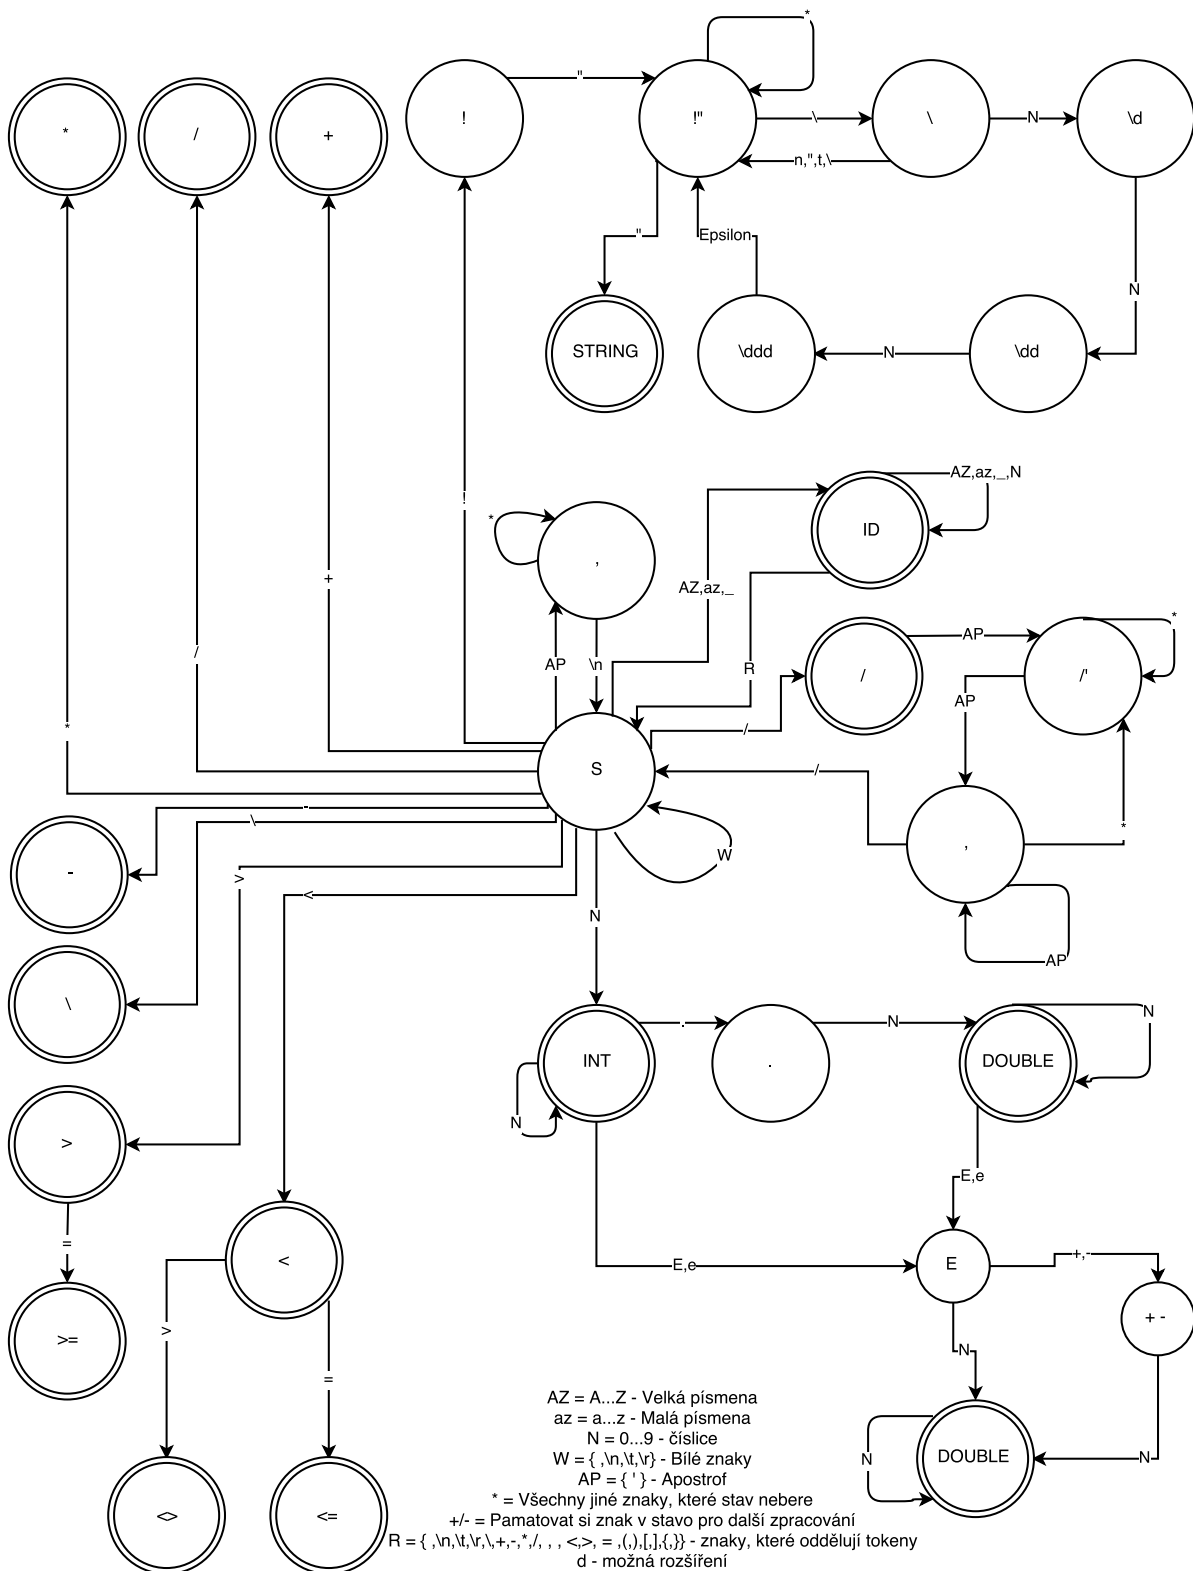 *
*
/
+
!
"
!"
\
\
N
\d
n,",t,\
"
Epsilon
N
STRING
\ddd
N
\dd
!
*
,
AZ,az,_,N
ID
+
AZ,az,_
/
AP
\n
R
/
AP
/'
*
AP
*
S
/
/
-
\
-
>
<
W
,
*
N
AP
\
INT
.
.
N
DOUBLE
N
N
>
=
E,e
<
E,e
E
+,-
+ -
>=
>
=
N
N
DOUBLE
N
<>
<=
AZ = A...Z - Velká písmena
az = a...z - Malá písmena
N = 0...9 - číslice
W = { ,\n,\t,\r} - Bílé znaky
AP = { ' } - Apostrof
* = Všechny jiné znaky, které stav nebere
+/- = Pamatovat si znak v stavo pro další zpracování
R = { ,\n,\t,\r,\,+,-,*,/, , , <,>, = ,(,),[,],{,}} - znaky, které oddělují tokeny
d - možná rozšíření